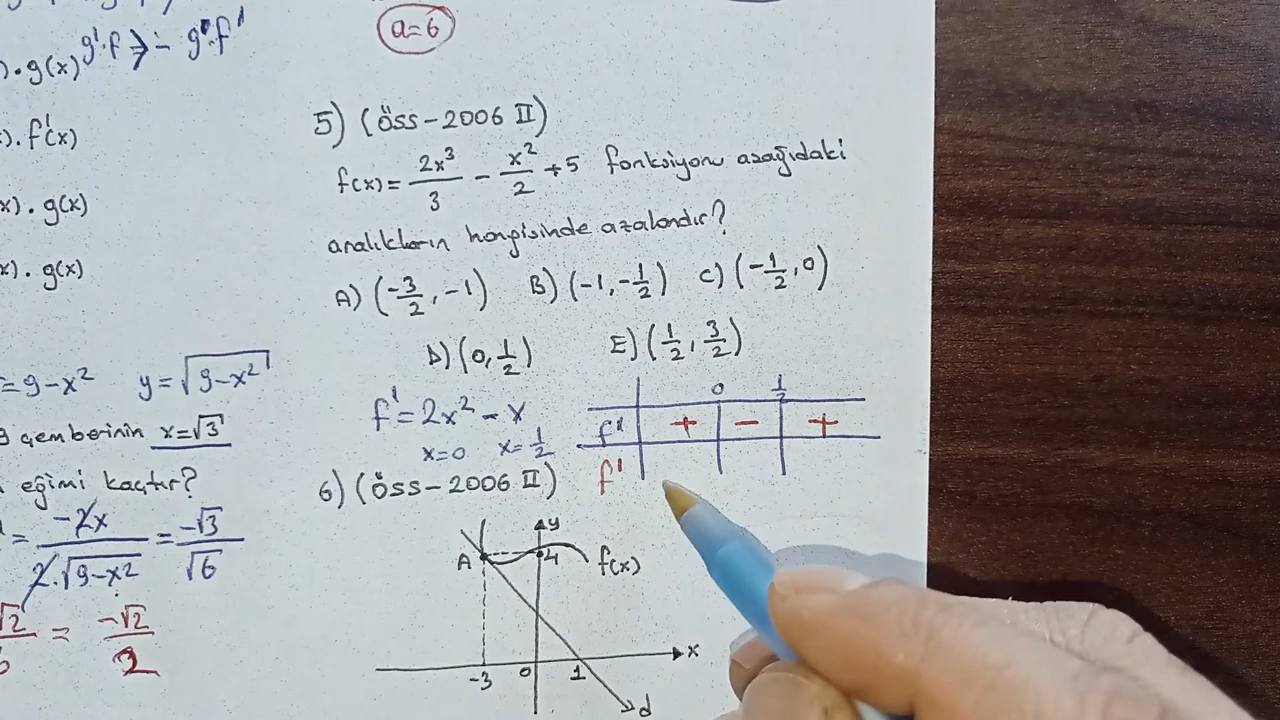 ). g(x) g'.f > - g'.f'
a=6
). f'(x)
x). g(x)
x). g(x)
= 9-x² y = √(9-x²)
çemberinin x=√3
eğimi kaçtır?
= -2x / 2.√(9-x²) = -√3 / √6
√2 = -√2 / 2
5) (ÖSS-2006 II)
f(x) = 2x³/3 - x²/2 + 5 fonksiyonu aşağıdaki
aralıkların hangisinde azalandır?
A) (-3/2, -1) B) (-1, -1/2) C) (-1/2, 0)
D) (0, 1/2) E) (1/2, 3/2)
f' = 2x² - x
x=0 x=1/2
0 1/2
f' + - +
f'
6) (ÖSS-2006 II)
y
A 4 f(x)
-3 0 1 x
d